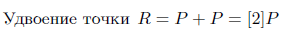 Удвоение точки R = P + P = [2]P